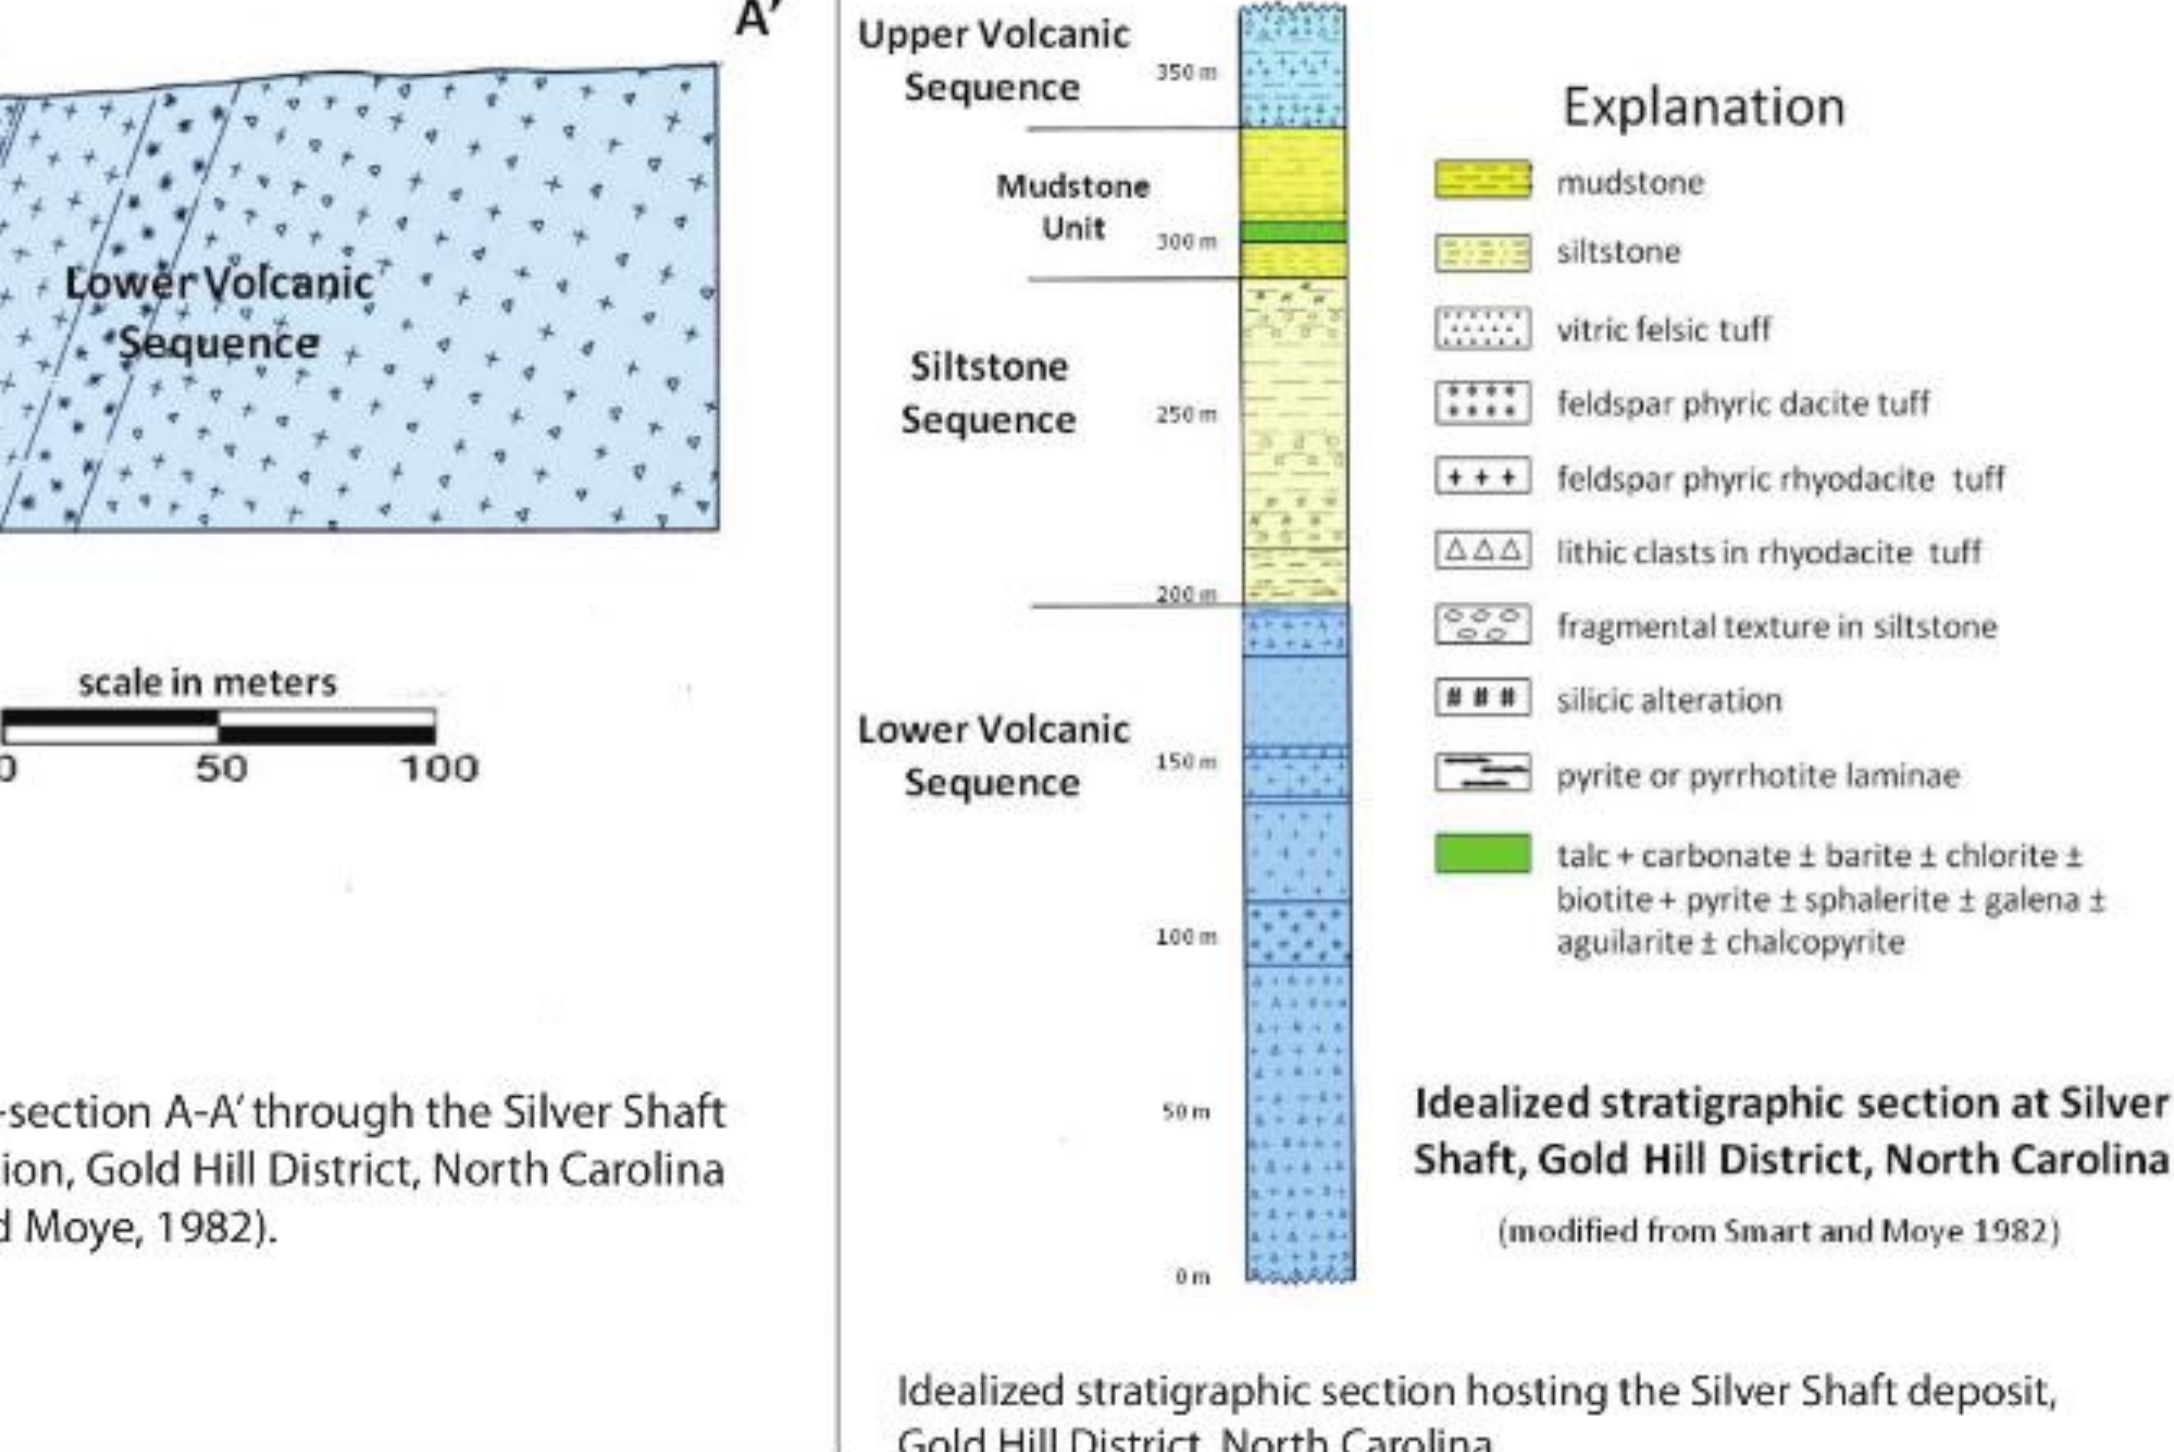 A'
Lower Volcanic
Sequence
scale in meters
0 50 100
-section A-A' through the Silver Shaft
ion, Gold Hill District, North Carolina
d Moye, 1982).
Upper Volcanic
Sequence
Mudstone
Unit
Siltstone
Sequence
Lower Volcanic
Sequence
350 m
300 m
250 m
200 m
150 m
100 m
50 m
0 m
Explanation
mudstone
siltstone
vitric felsic tuff
feldspar phyric dacite tuff
feldspar phyric rhyodacite tuff
lithic clasts in rhyodacite tuff
fragmental texture in siltstone
silicic alteration
pyrite or pyrrhotite laminae
talc + carbonate ± barite ± chlorite ±
biotite + pyrite ± sphalerite ± galena ±
aguilarite ± chalcopyrite
Idealized stratigraphic section at Silver
Shaft, Gold Hill District, North Carolina
(modified from Smart and Moye 1982)
Idealized stratigraphic section hosting the Silver Shaft deposit,
Gold Hill District, North Carolina